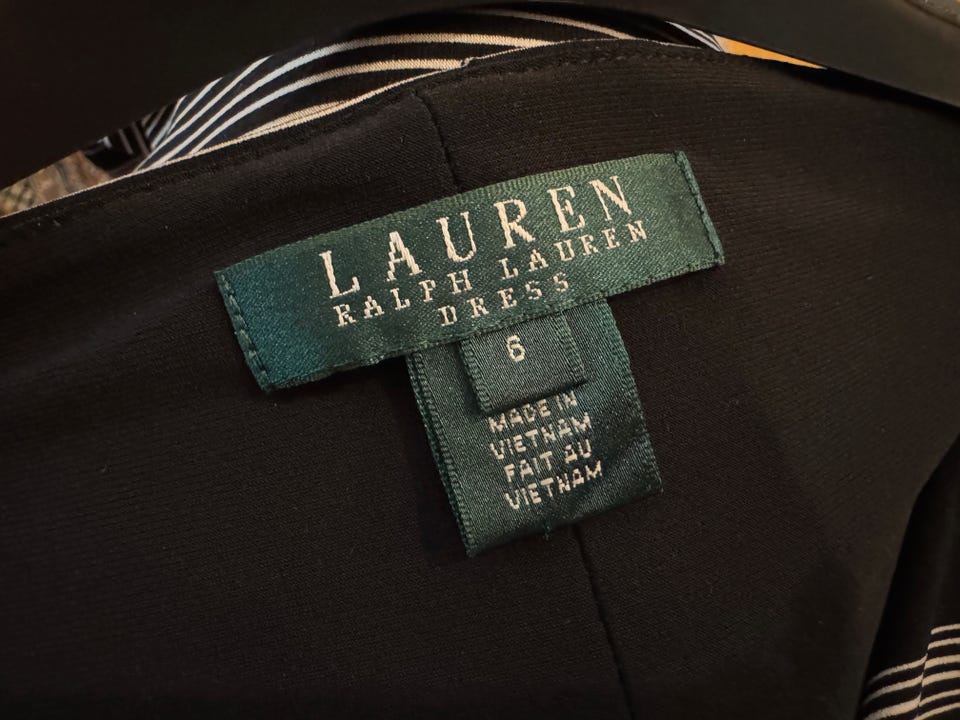 LAUREN
RALPH LAUREN
DRESS
6
MADE IN
VIETNAM
FAIT AU
VIETNAM